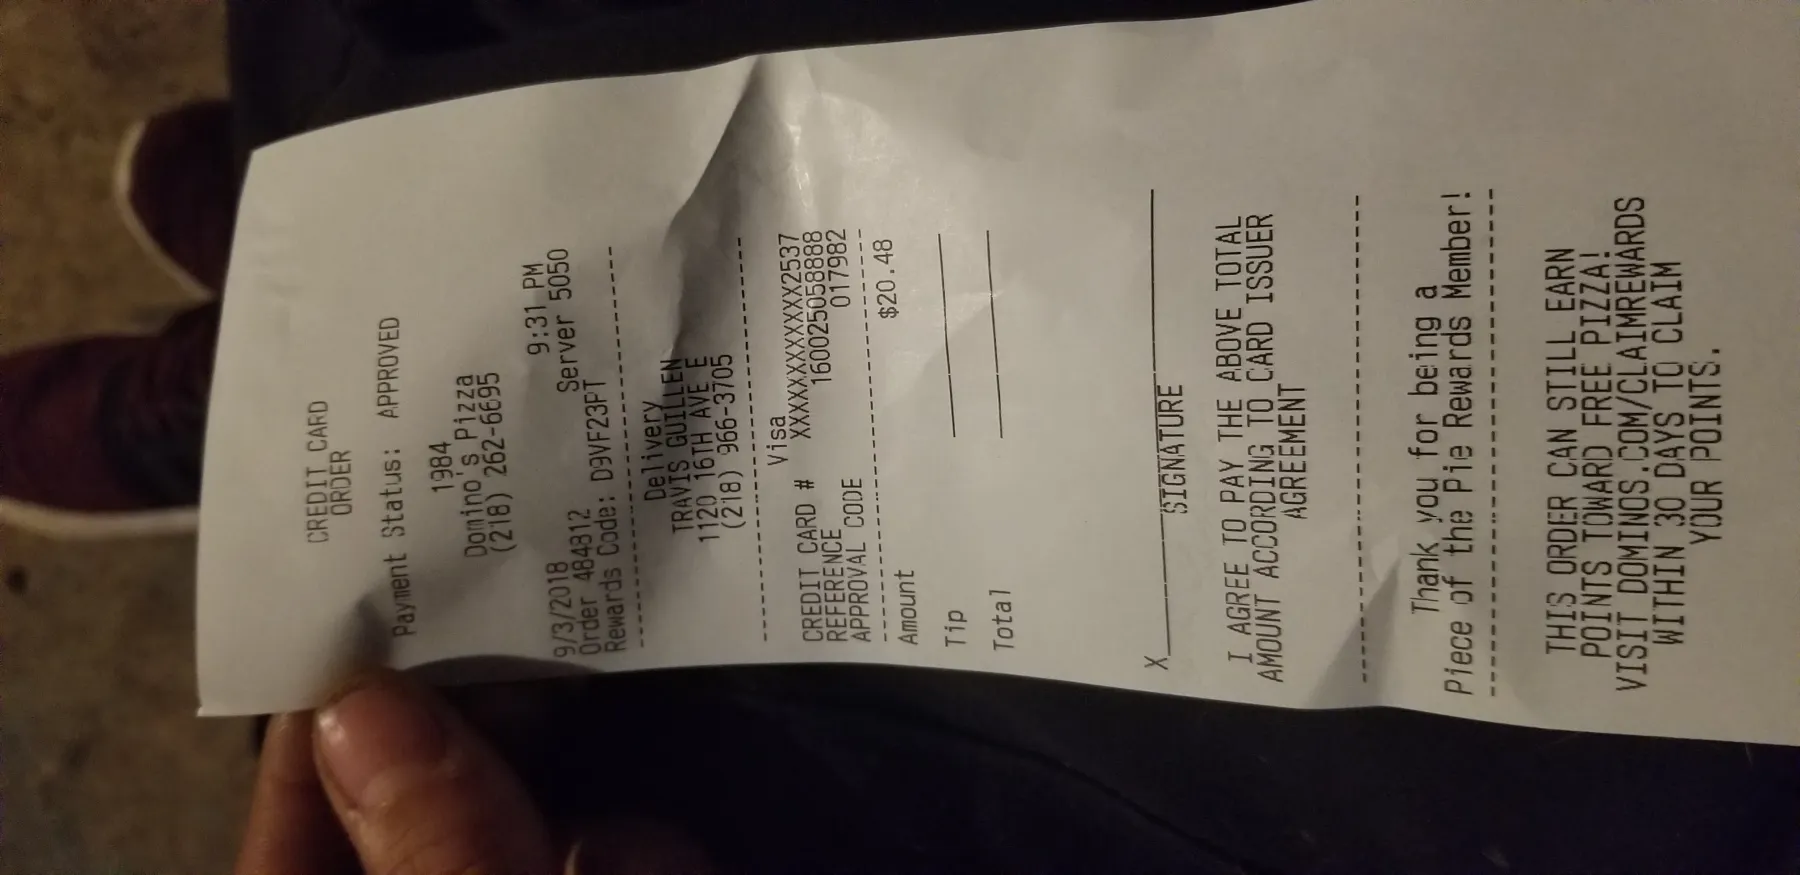 CREDIT CARD
ORDER
Payment Status: APPROVED
1984
Domino's Pizza
(218) 262-6695
9/3/2018 9:31 PM
Order 484812 Server 5050
Rewards Code: D9VF23FT
Delivery
TRAVIS GUILLEN
1120 16TH AVE E
(218) 966-3705
Visa
CREDIT CARD # XXXXXXXXXXXX2537
REFERENCE 160025058888
APPROVAL CODE 017982
Amount $20.48
Tip
Total
X
SIGNATURE
I AGREE TO PAY THE ABOVE TOTAL
AMOUNT ACCORDING TO CARD ISSUER
AGREEMENT
Thank you for being a
Piece of the Pie Rewards Member!
THIS ORDER CAN STILL EARN
POINTS TOWARD FREE PIZZA!
VISIT DOMINOS.COM/CLAIMREWARDS
WITHIN 30 DAYS TO CLAIM
YOUR POINTS.